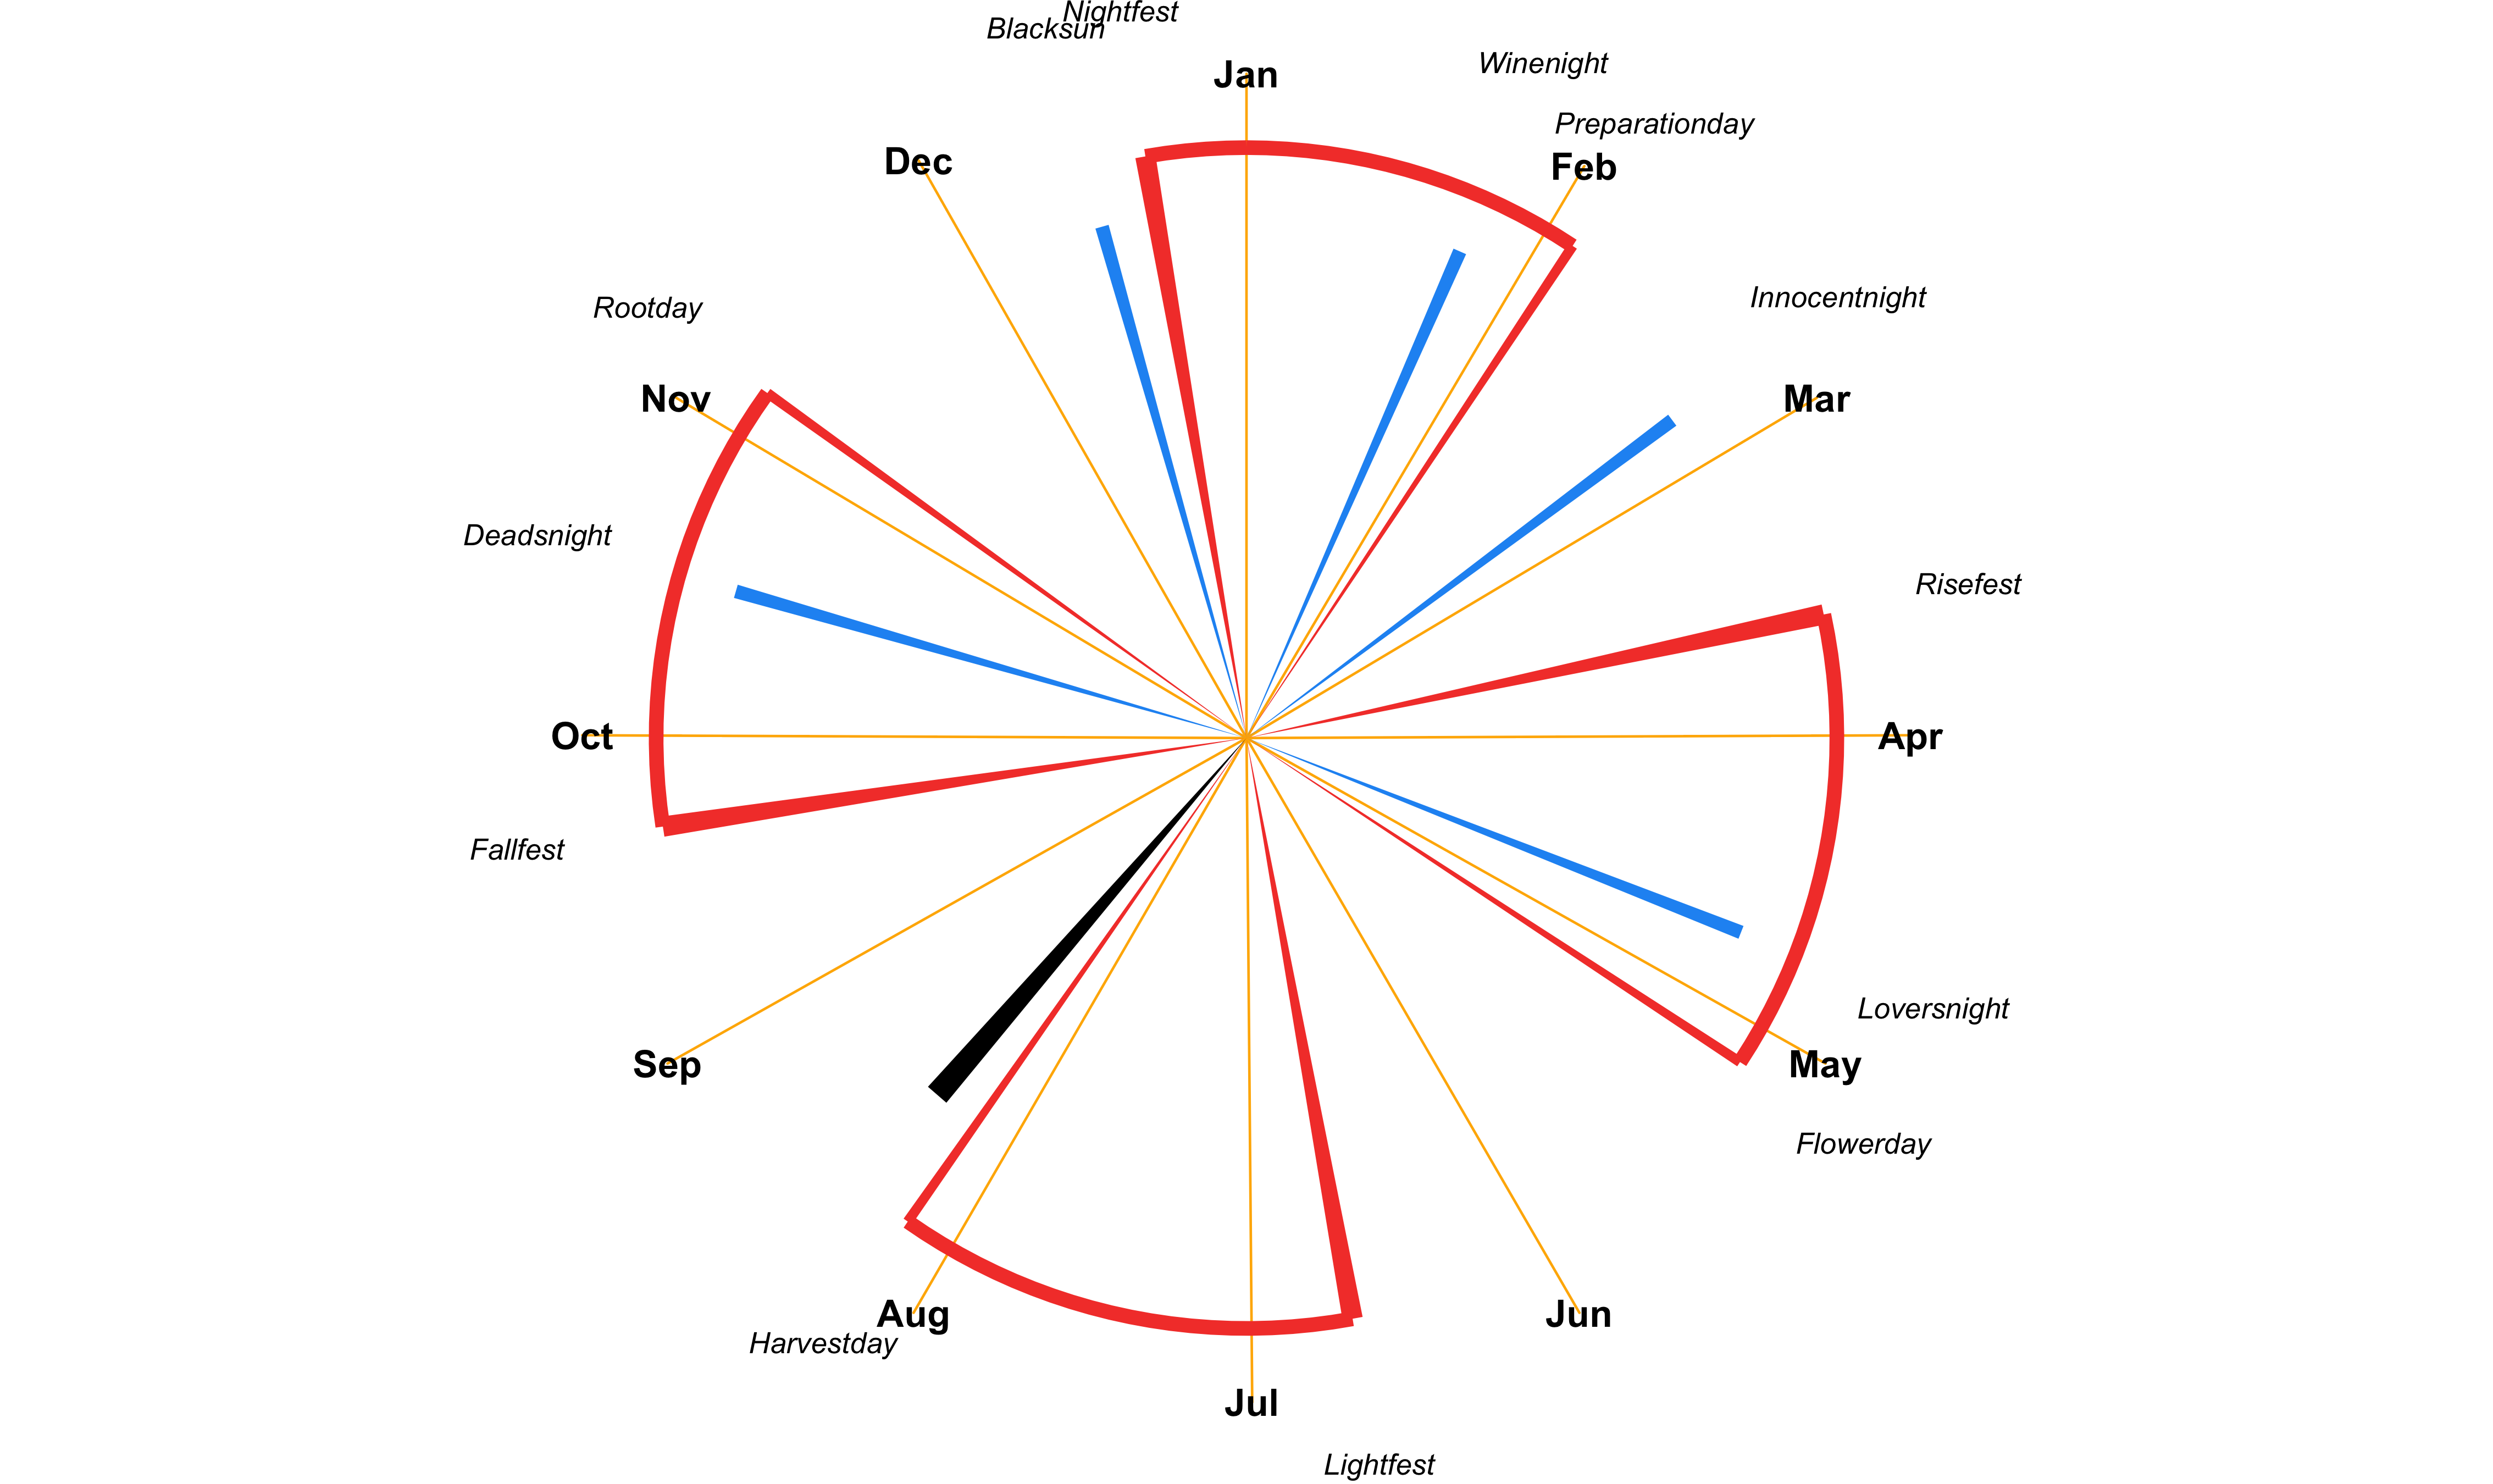 Nightfest
Blacksun
Winenight
Jan
Preparationday
Dec
Feb
Innocentnight
Rootday
Nov
Mar
Deadsnight
Risefest
Oct
Apr
Fallfest
Loversnight
Sep
May
Flowerday
Aug
Jun
Harvestday
Jul
Lightfest